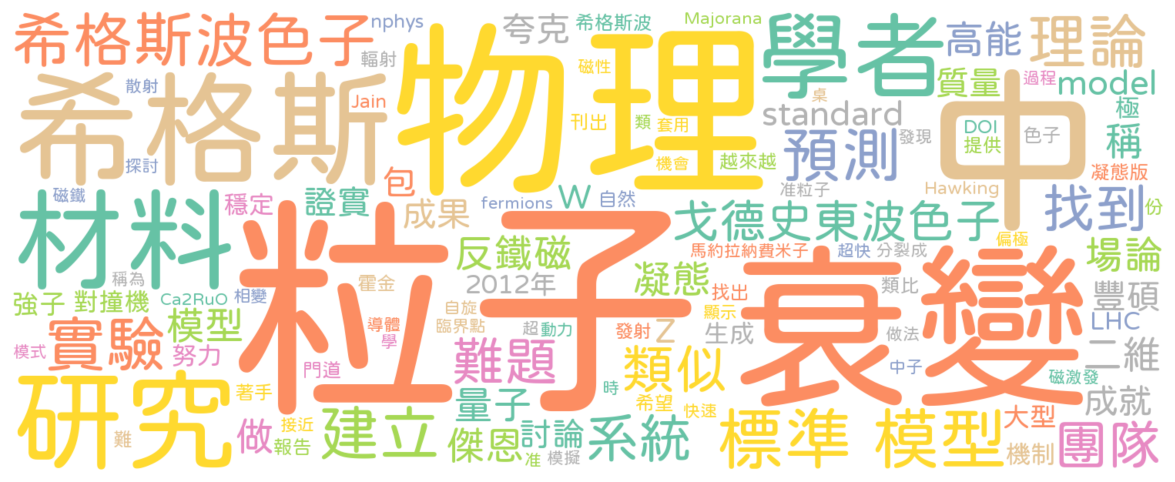 希格斯波色子
nphys
夸克
希格斯波
Majorana
學者
高能
理論
輻射
磁性
物理
散射
希格斯
Jain
刊出
類
套用
桌
質量
過程
model
極
standard
中
探討
機會
越來越
預測
發現
DOI
提供
色子
稱
凝態版
磁鐵
材料
穩定
證實
包
成果
fermions
W
自然
准粒子
Hawking
找到
份
戈德史東波色子
偏極
稱為
粒子
霍金
反鐵磁
2012年
凝態
馬約拉納費米子
超快
分裂成
場論
強子
對撞機
Ca2RuO
相變
自旋
臨界點
找出
類比
豐碩
衰變
模型
導體
學
超
動力
發射
顯示
Z
生成
做法
LHC
實驗
模式
努力
門道
難題
類似
中子
二維
磁激發
研究
著手
量子
時
希望
快速
成就
難
做
接近
報告
建立
傑恩
討論
准
模擬
系統
標準 模型
大型
機制
團隊